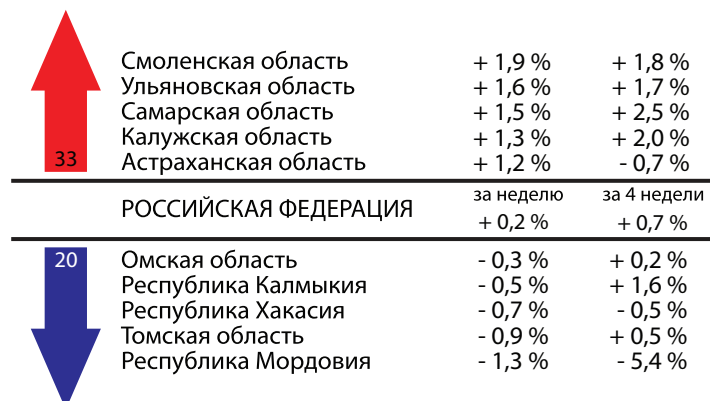 Смоленская область + 1,9 % + 1,8 %
Ульяновская область + 1,6 % + 1,7 %
Самарская область + 1,5 % + 2,5 %
Калужская область + 1,3 % + 2,0 %
33 Астраханская область + 1,2 % - 0,7 %
за неделю за 4 недели
РОССИЙСКАЯ ФЕДЕРАЦИЯ
+ 0,2 % + 0,7 %
20 Омская область - 0,3 % + 0,2 %
Республика Калмыкия - 0,5 % + 1,6 %
Республика Хакасия - 0,7 % - 0,5 %
Томская область - 0,9 % + 0,5 %
Республика Мордовия - 1,3 % - 5,4 %